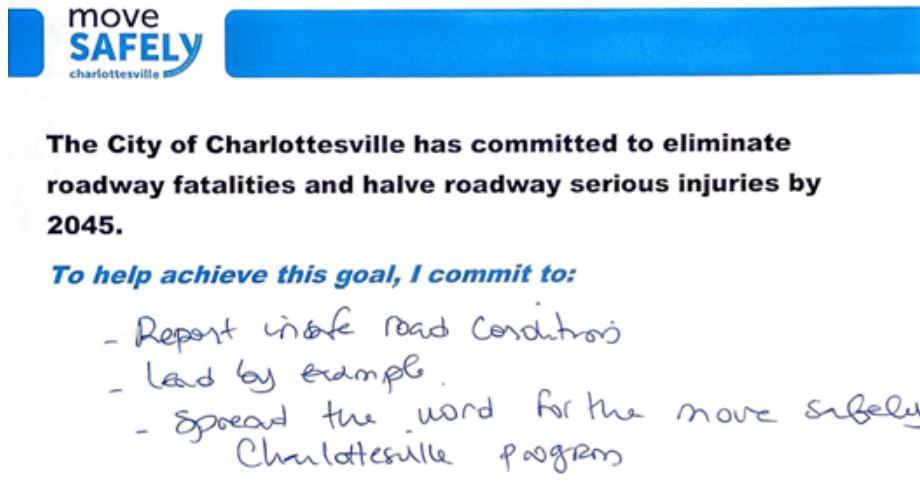 move
SAFELY
charlottesville
The City of Charlottesville has committed to eliminate
roadway fatalities and halve roadway serious injuries by
2045.
To help achieve this goal, I commit to:
- Report unsafe road conditions
- Lead by example.
- Spread the word for the move safely
Charlottesville program